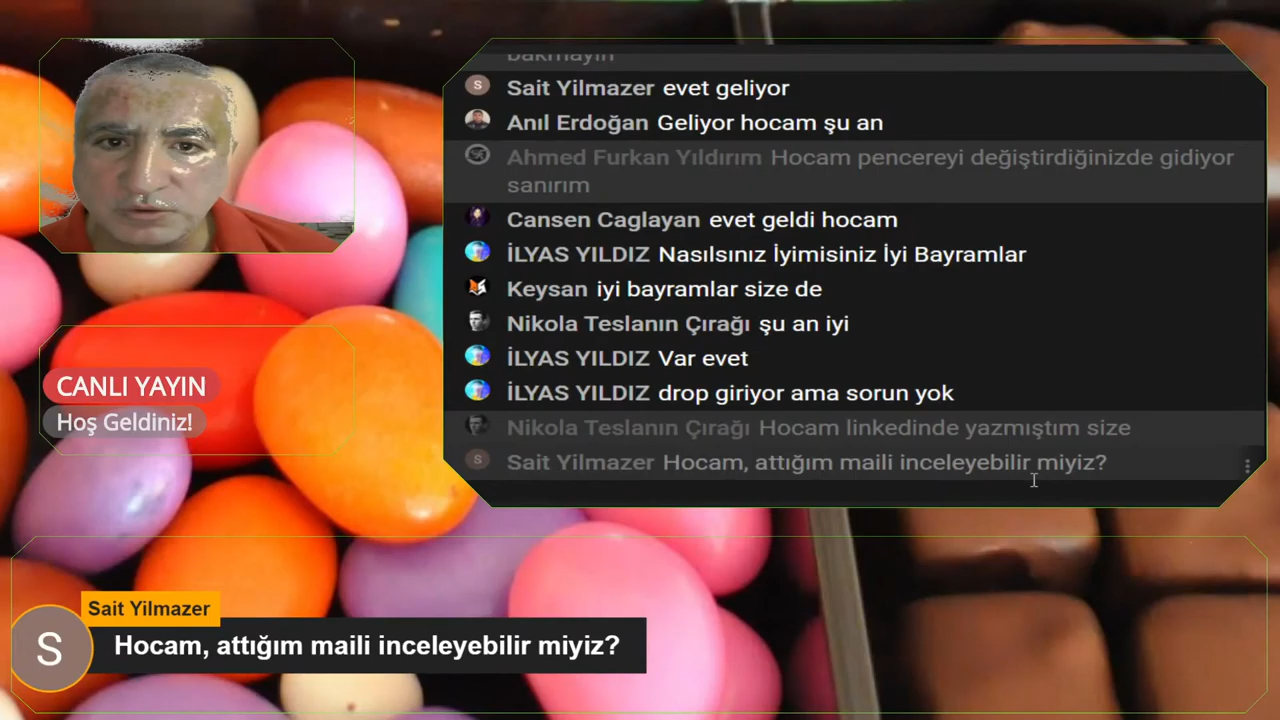 bakmayın
S Sait Yilmazer evet geliyor
Anıl Erdoğan Geliyor hocam şu an
Ahmed Furkan Yıldırım Hocam pencereyi değiştirdiğinizde gidiyor
sanırım
Cansen Caglayan evet geldi hocam
İLYAS YILDIZ Nasılsınız İyimisiniz İyi Bayramlar
Keysan iyi bayramlar size de
Nikola Teslanın Çırağı şu an iyi
İLYAS YILDIZ Var evet
İLYAS YILDIZ drop giriyor ama sorun yok
Nikola Teslanın Çırağı Hocam linkedinde yazmıştım size
S Sait Yilmazer Hocam, attığım maili inceleyebilir miyiz?
CANLI YAYIN
Hoş Geldiniz!
Sait Yilmazer
S Hocam, attığım maili inceleyebilir miyiz?